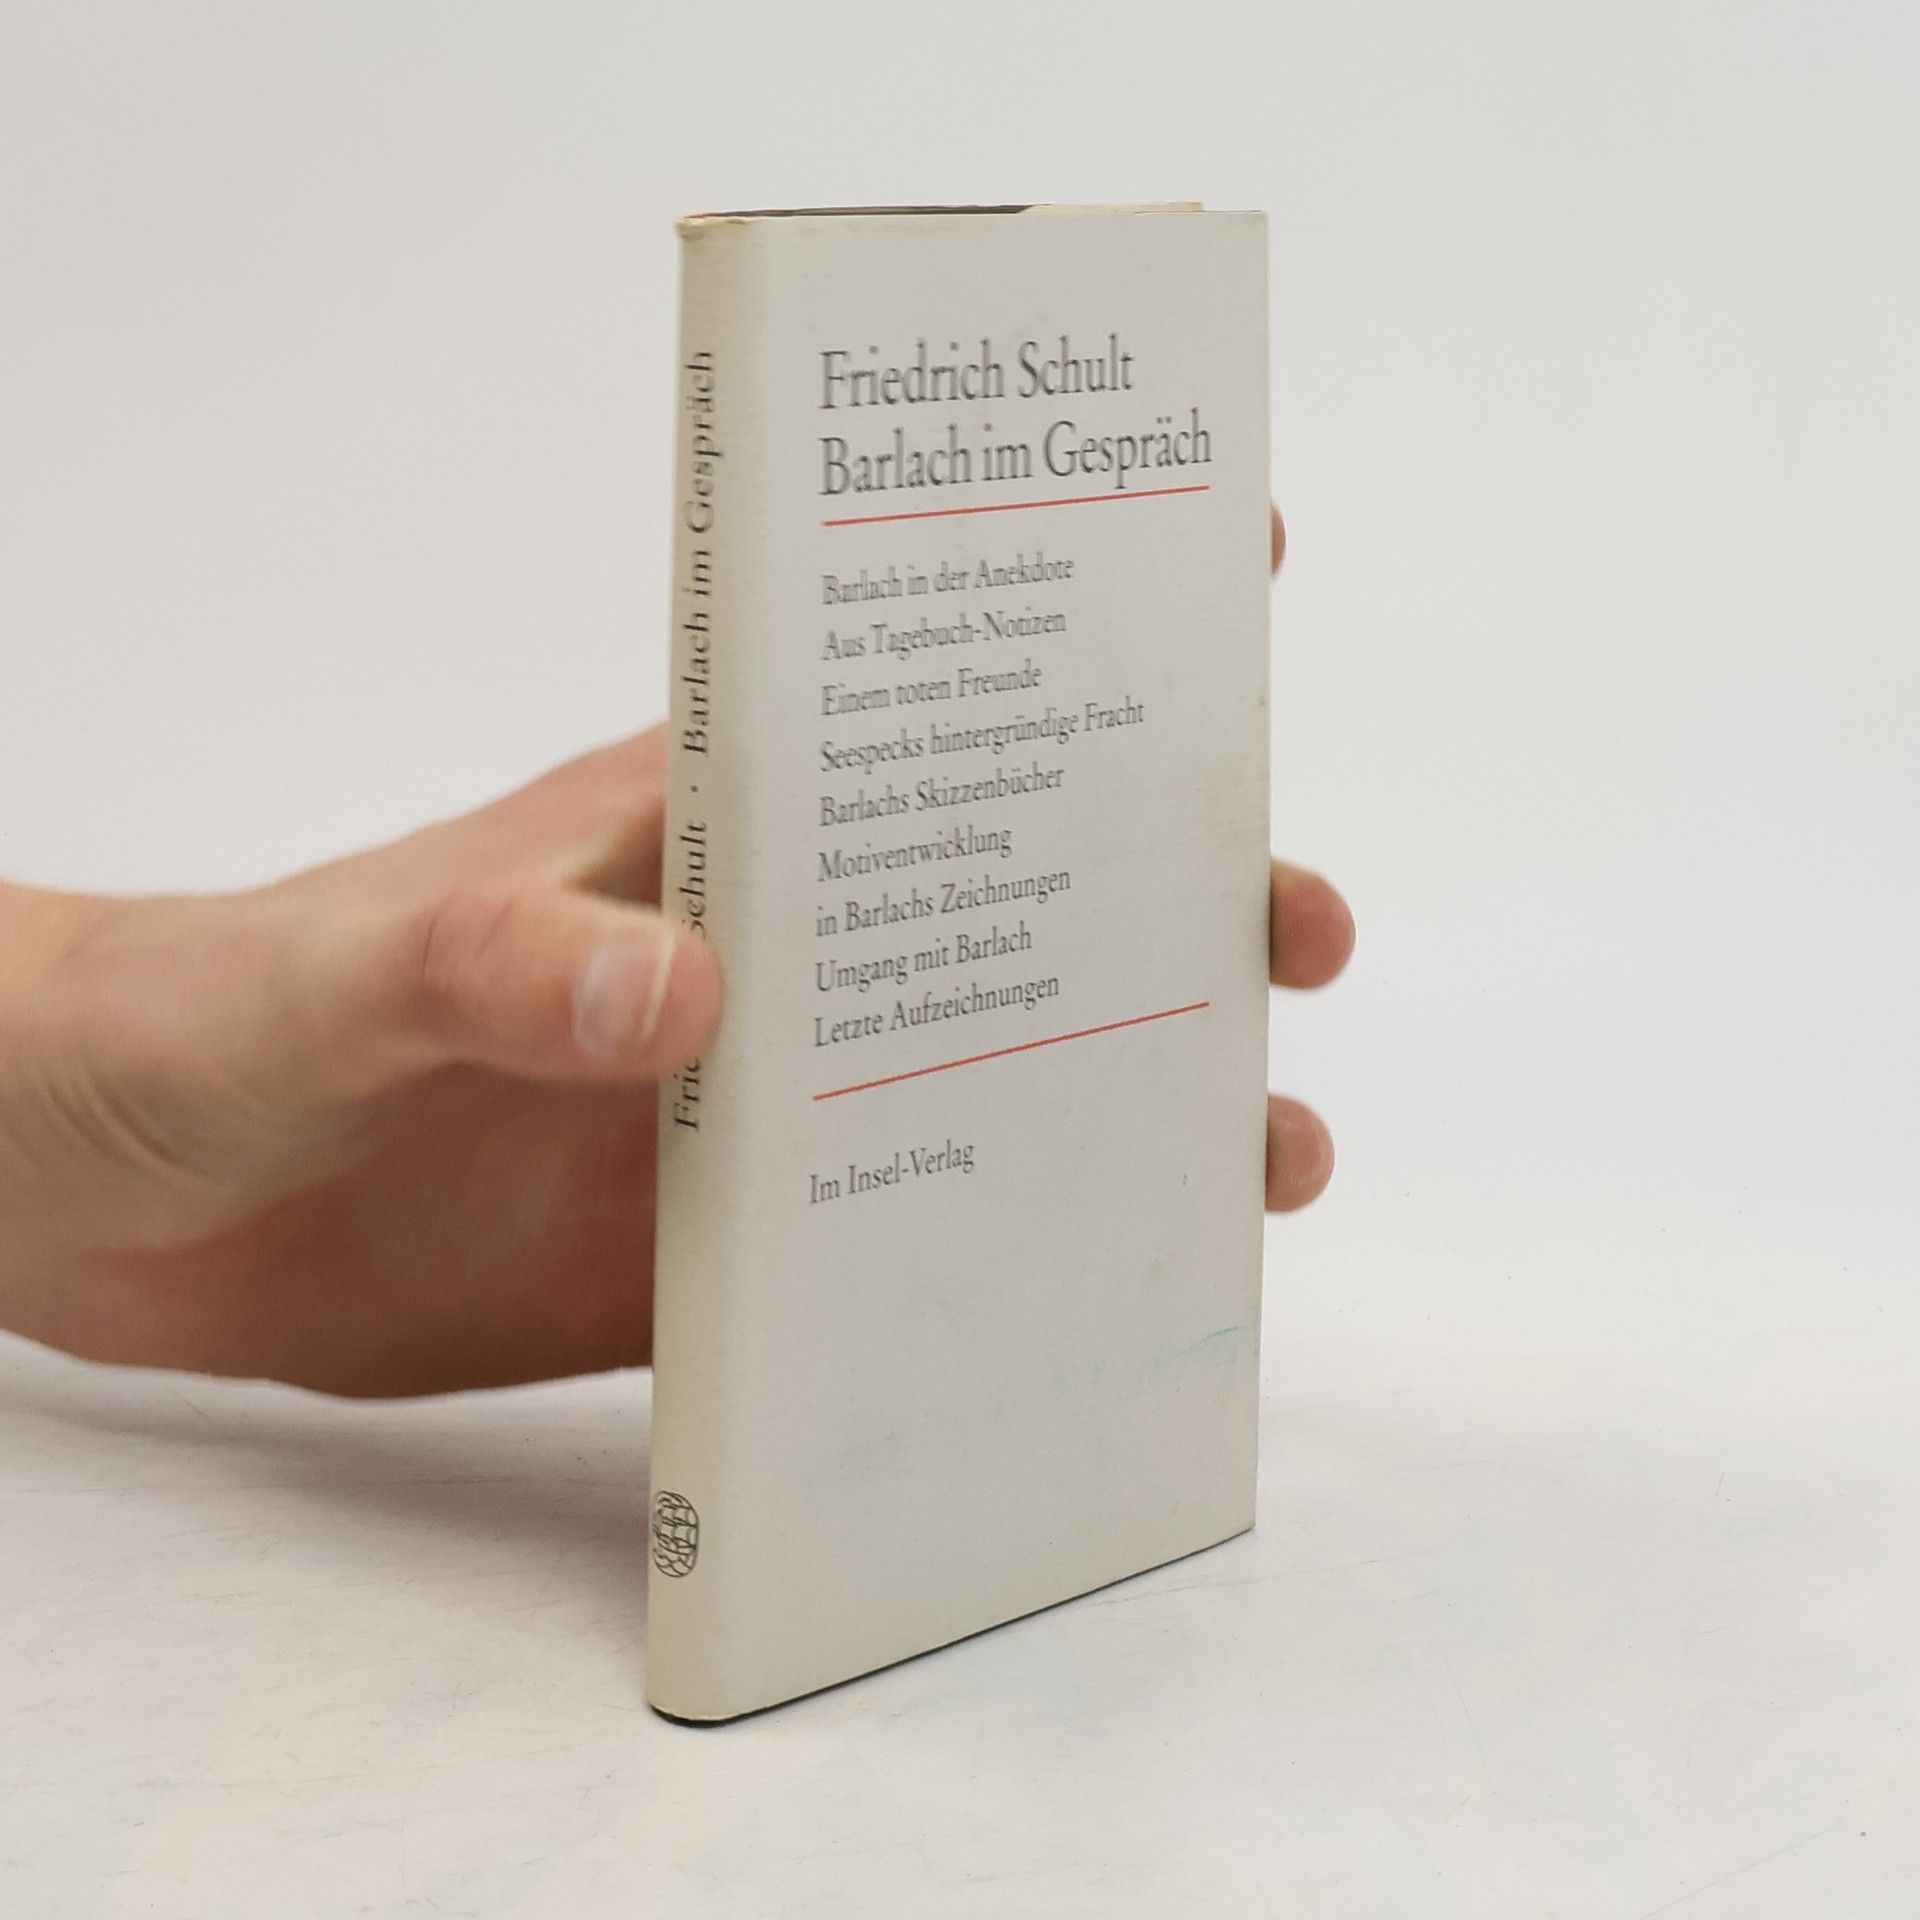 Friedrich Schult
Barlach im Gespräch
Barlach in der Anekdote
Aus Tagebuch-Notizen
Einem toten Freunde
Seespecks hintergründige Fracht
Barlachs Skizzenbücher
Motiventwicklung
in Barlachs Zeichnungen
Umgang mit Barlach
Letzte Aufzeichnungen
Im Insel-Verlag
Schult · Barlach im Gespräch